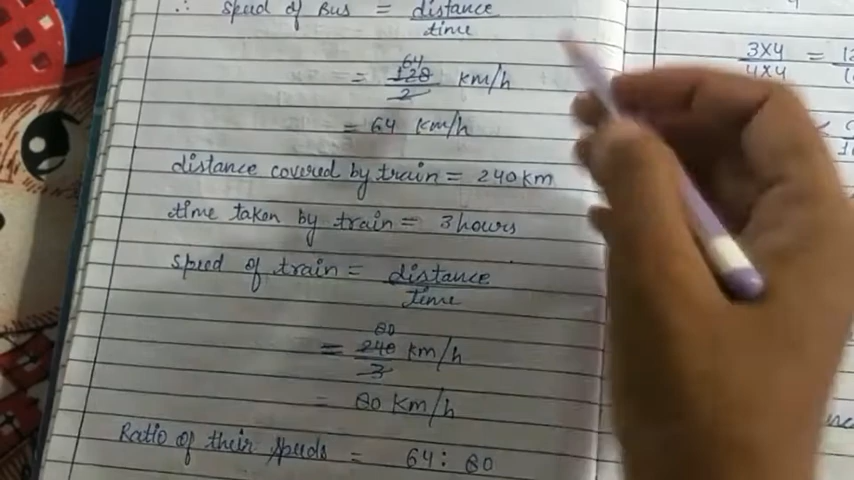 ∴ speed of Bus = distance
time
64
= 128 km/h
2
= 64 km/h
distance covered by train = 240 km
time taken by train = 3 hours
speed of train = distance
time
80
= 240 km/h
3
= 80 km/h
Ratio of their speeds = 64 : 80
3×4 =
4×4